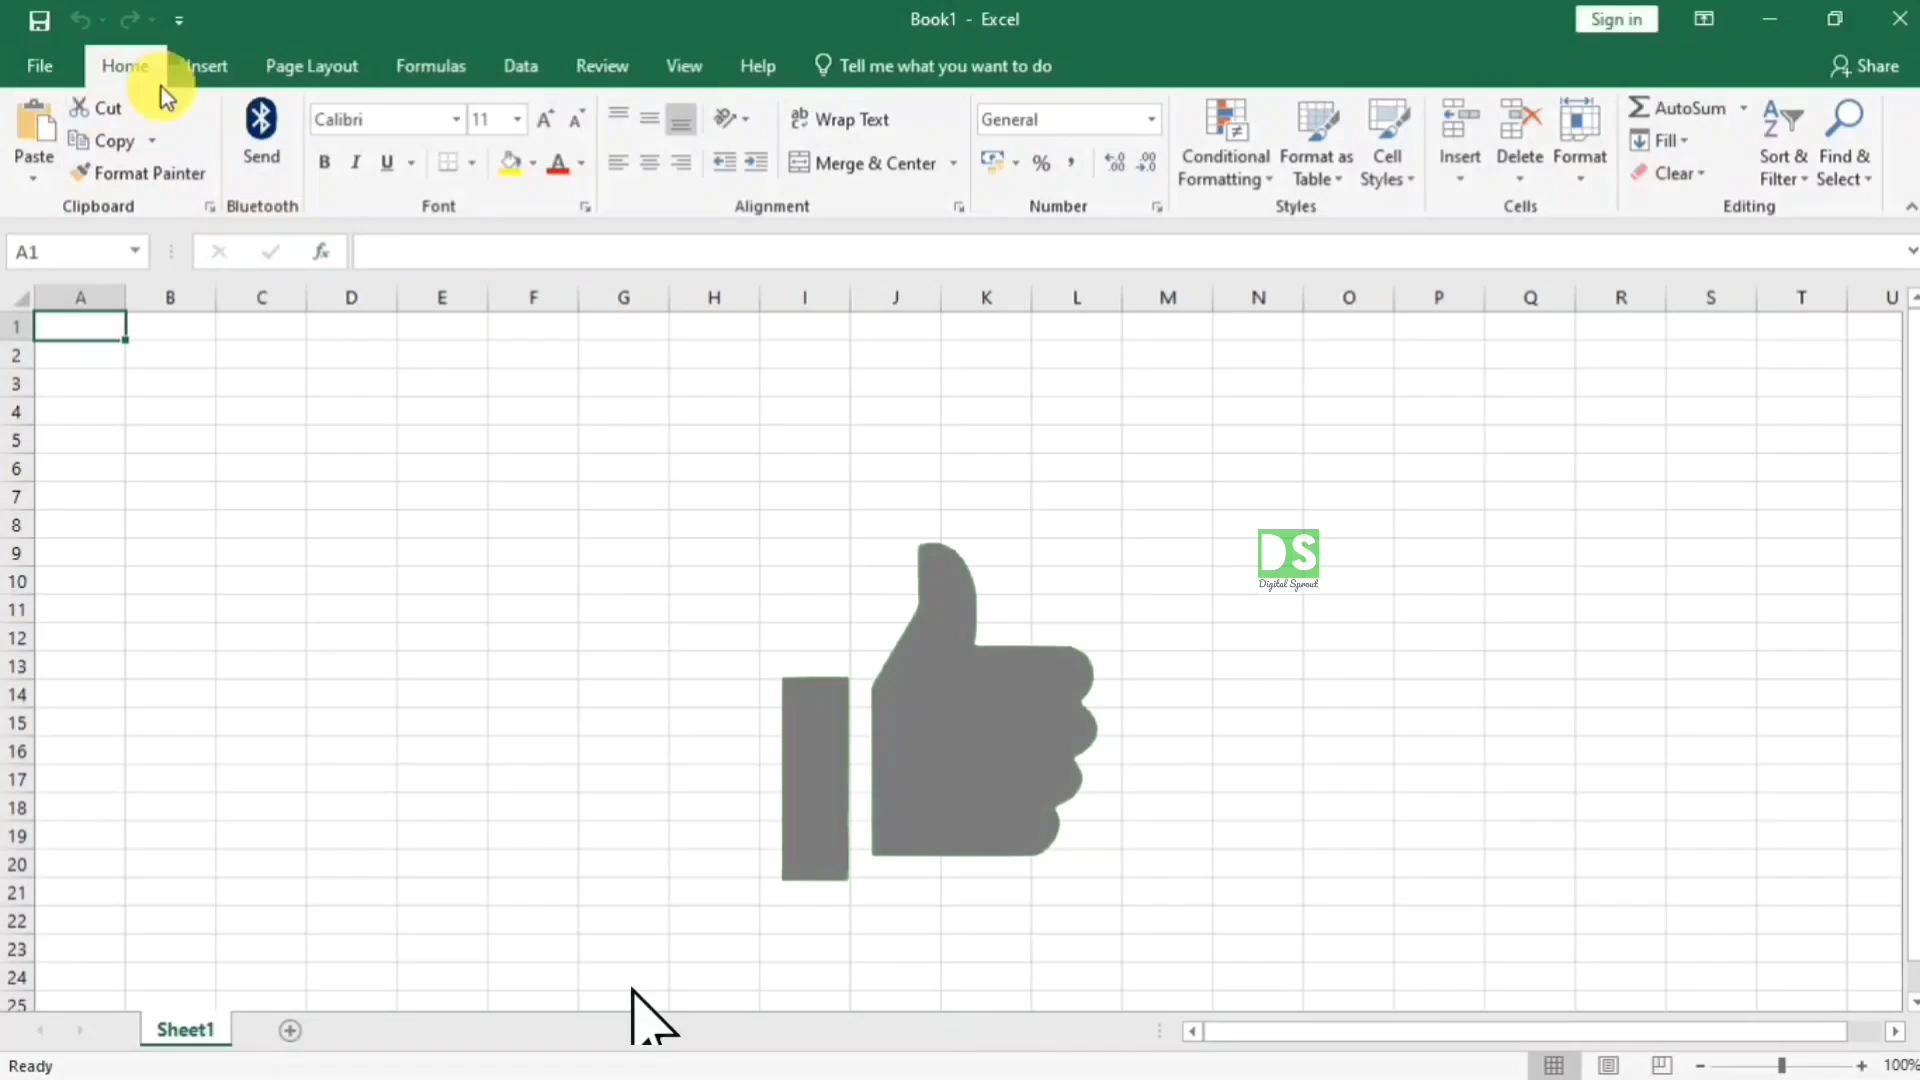 Book1 - Excel
Sign in
File Home Insert Page Layout Formulas Data Review View Help Tell me what you want to do Share
Paste
Cut
Copy
Format Painter
Clipboard
Send
Bluetooth
Calibri 11
B I U
Font
Wrap Text
Merge & Center
Alignment
General
% ,
Number
Conditional Formatting
Format as Table
Cell Styles
Styles
Insert Delete Format
Cells
AutoSum
Fill
Clear
Sort & Filter
Find & Select
Editing
A1 fx
A B C D E F G H I J K L M N O P Q R S T U
1
2
3
4
5
6
7
8
9
10
11
12
13
14
15
16
17
18
19
20
21
22
23
24
25
DS
Digital Sprout
Sheet1
Ready
100%